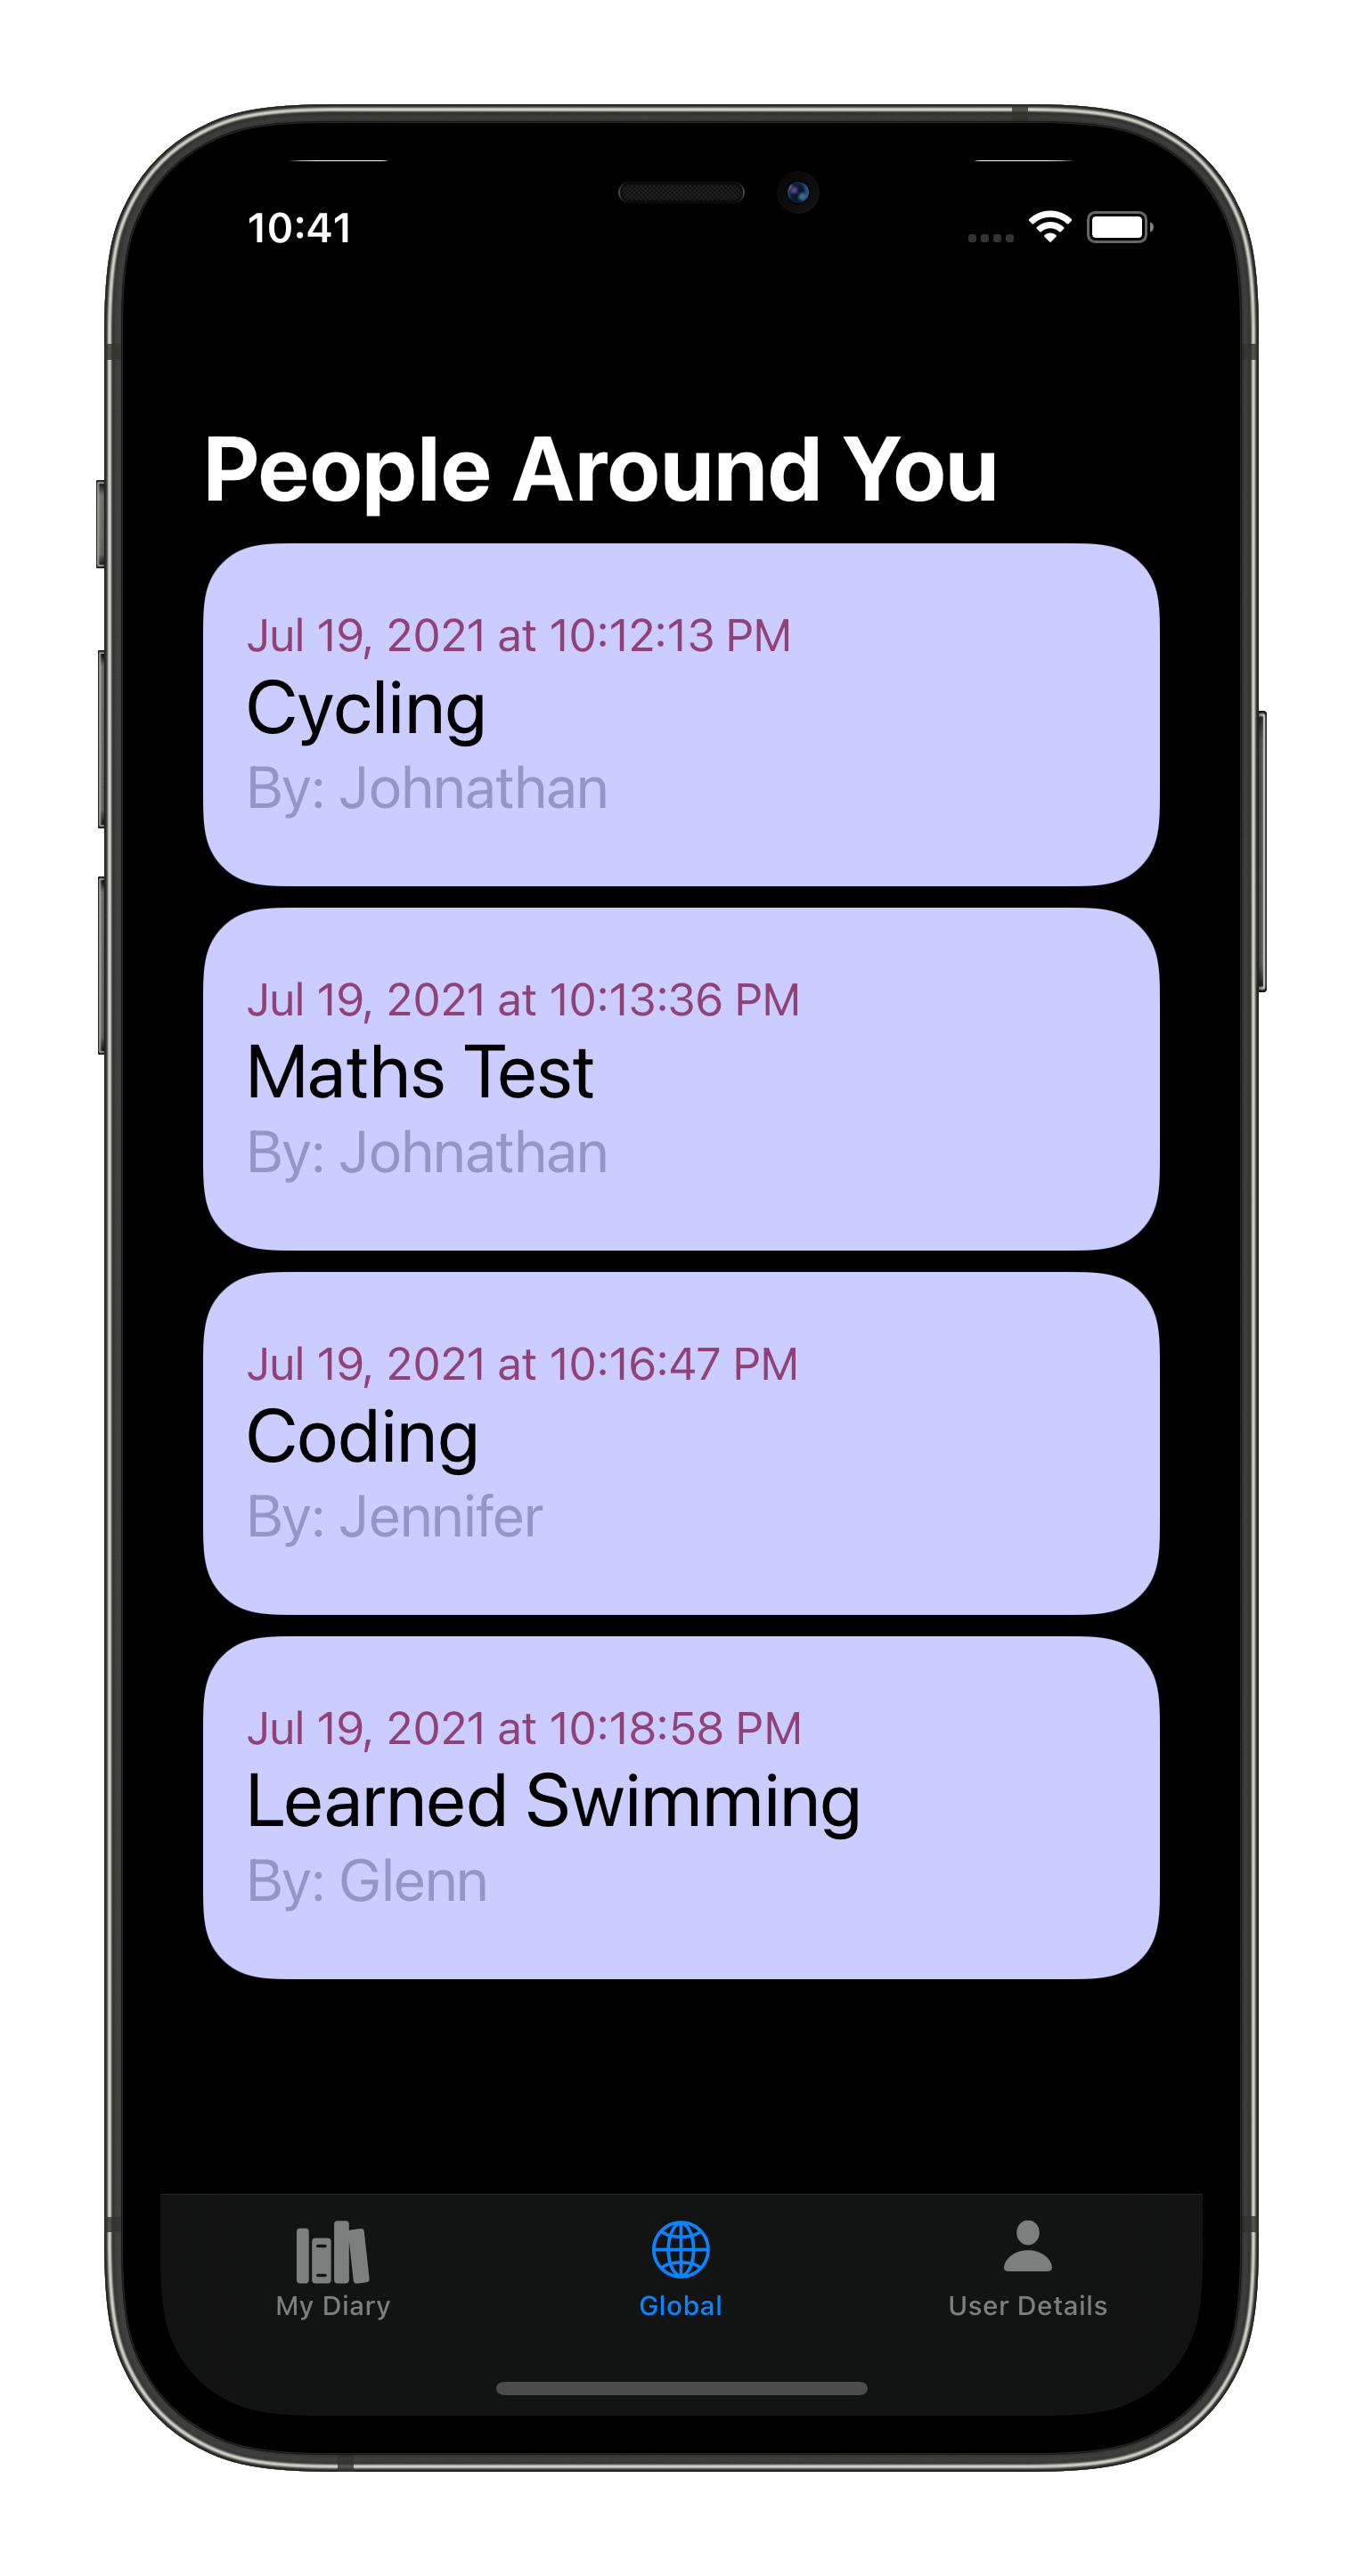 10:41
People Around You
Jul 19, 2021 at 10:12:13 PM
Cycling
By: Johnathan
Jul 19, 2021 at 10:13:36 PM
Maths Test
By: Johnathan
Jul 19, 2021 at 10:16:47 PM
Coding
By: Jennifer
Jul 19, 2021 at 10:18:58 PM
Learned Swimming
By: Glenn
My Diary
Global
User Details